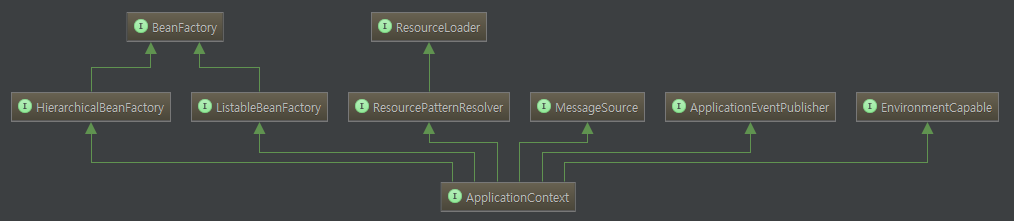 BeanFactory
ResourceLoader
HierarchicalBeanFactory
ListableBeanFactory
ResourcePatternResolver
MessageSource
ApplicationEventPublisher
EnvironmentCapable
ApplicationContext